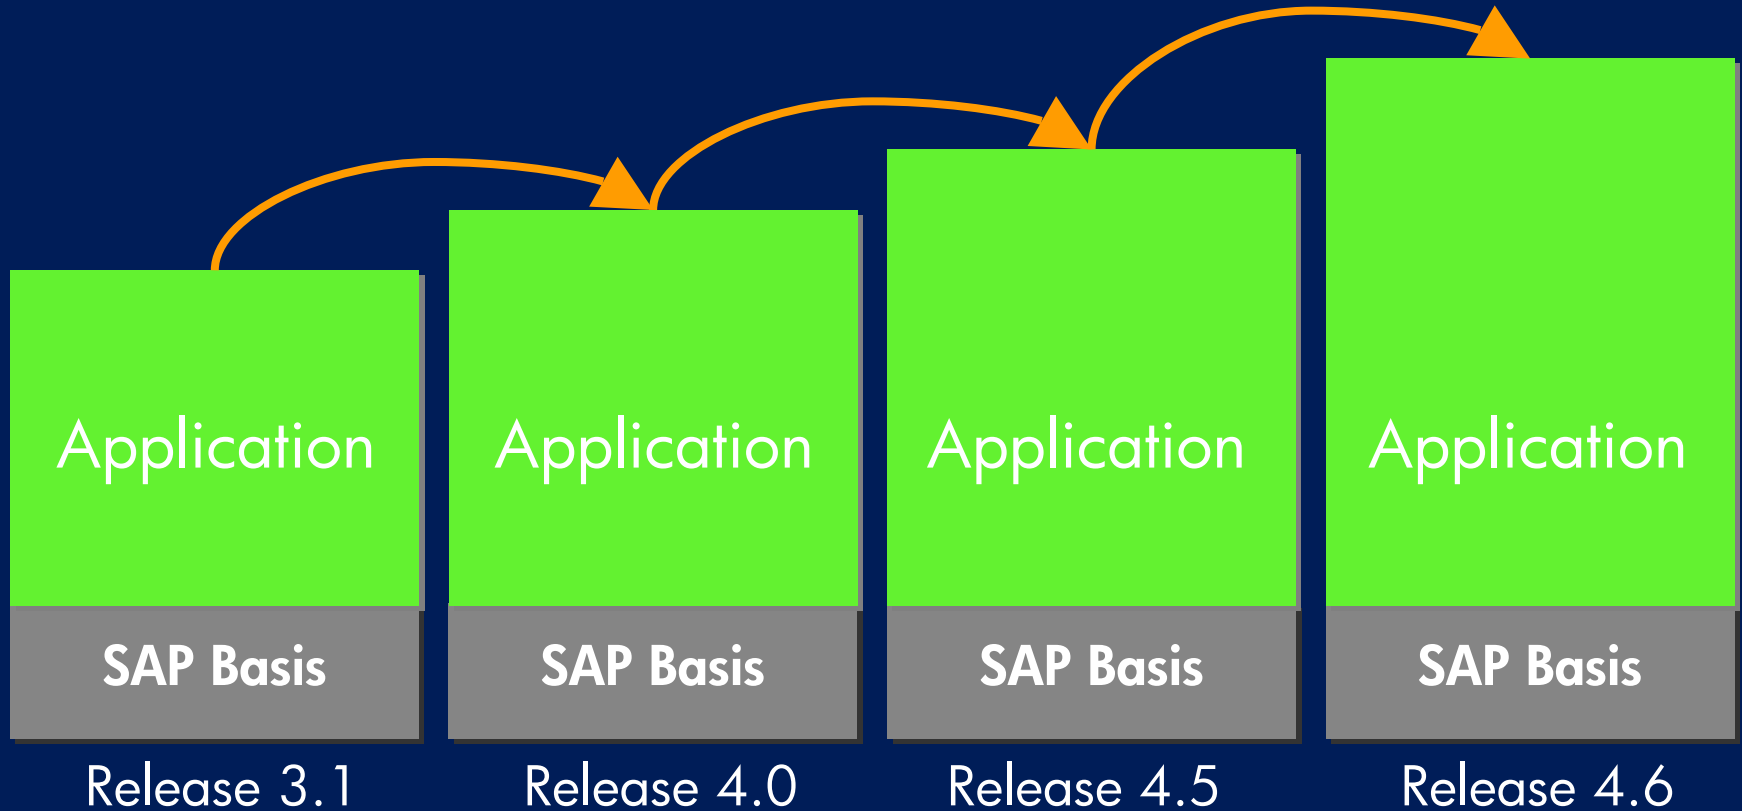 Application
Application
Application
Application
SAP Basis
SAP Basis
SAP Basis
SAP Basis
Release 3.1
Release 4.0
Release 4.5
Release 4.6